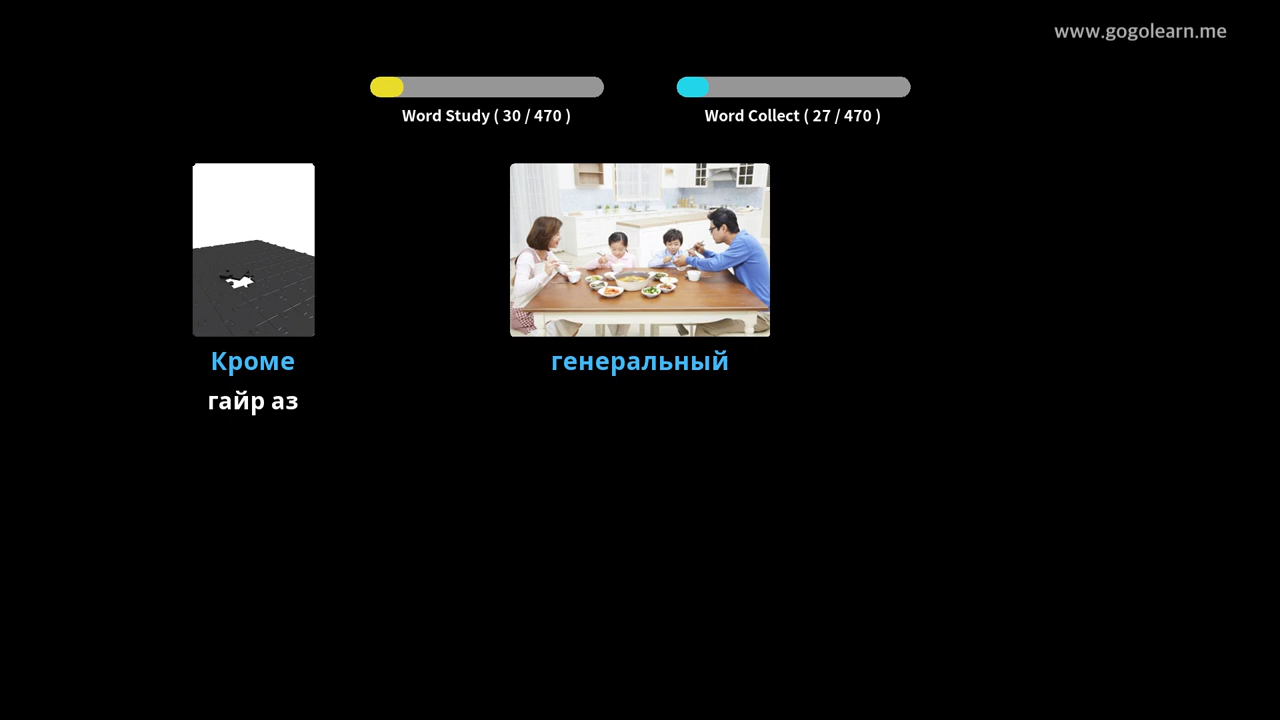 www.gogolearn.me
Word Study ( 30 / 470 )
Word Collect ( 27 / 470 )
Кроме
генеральный
гайр аз